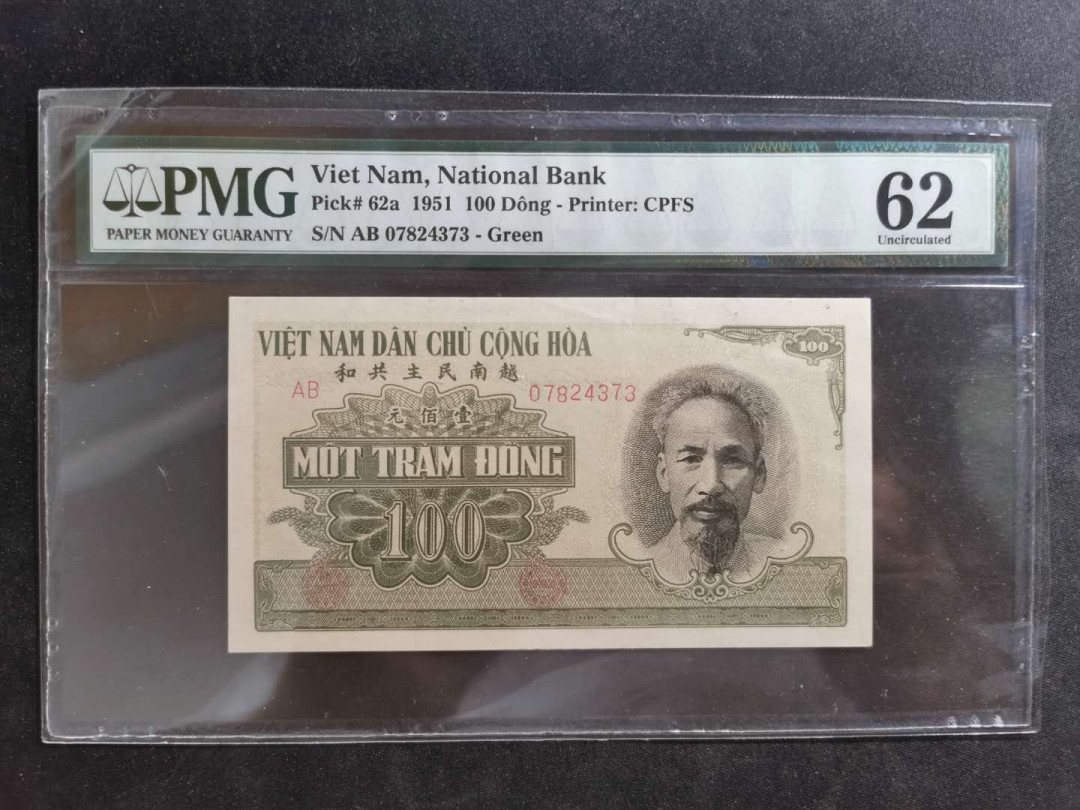 PMG
PAPER MONEY GUARANTY
Viet Nam, National Bank
Pick# 62a 1951 100 Dông - Printer: CPFS
S/N AB 07824373 - Green
62
Uncirculated
VIỆT NAM DÂN CHỦ CỘNG HÒA
和共主民南越
100
AB 07824373
元佰壹
MỘT TRĂM ĐỒNG
100